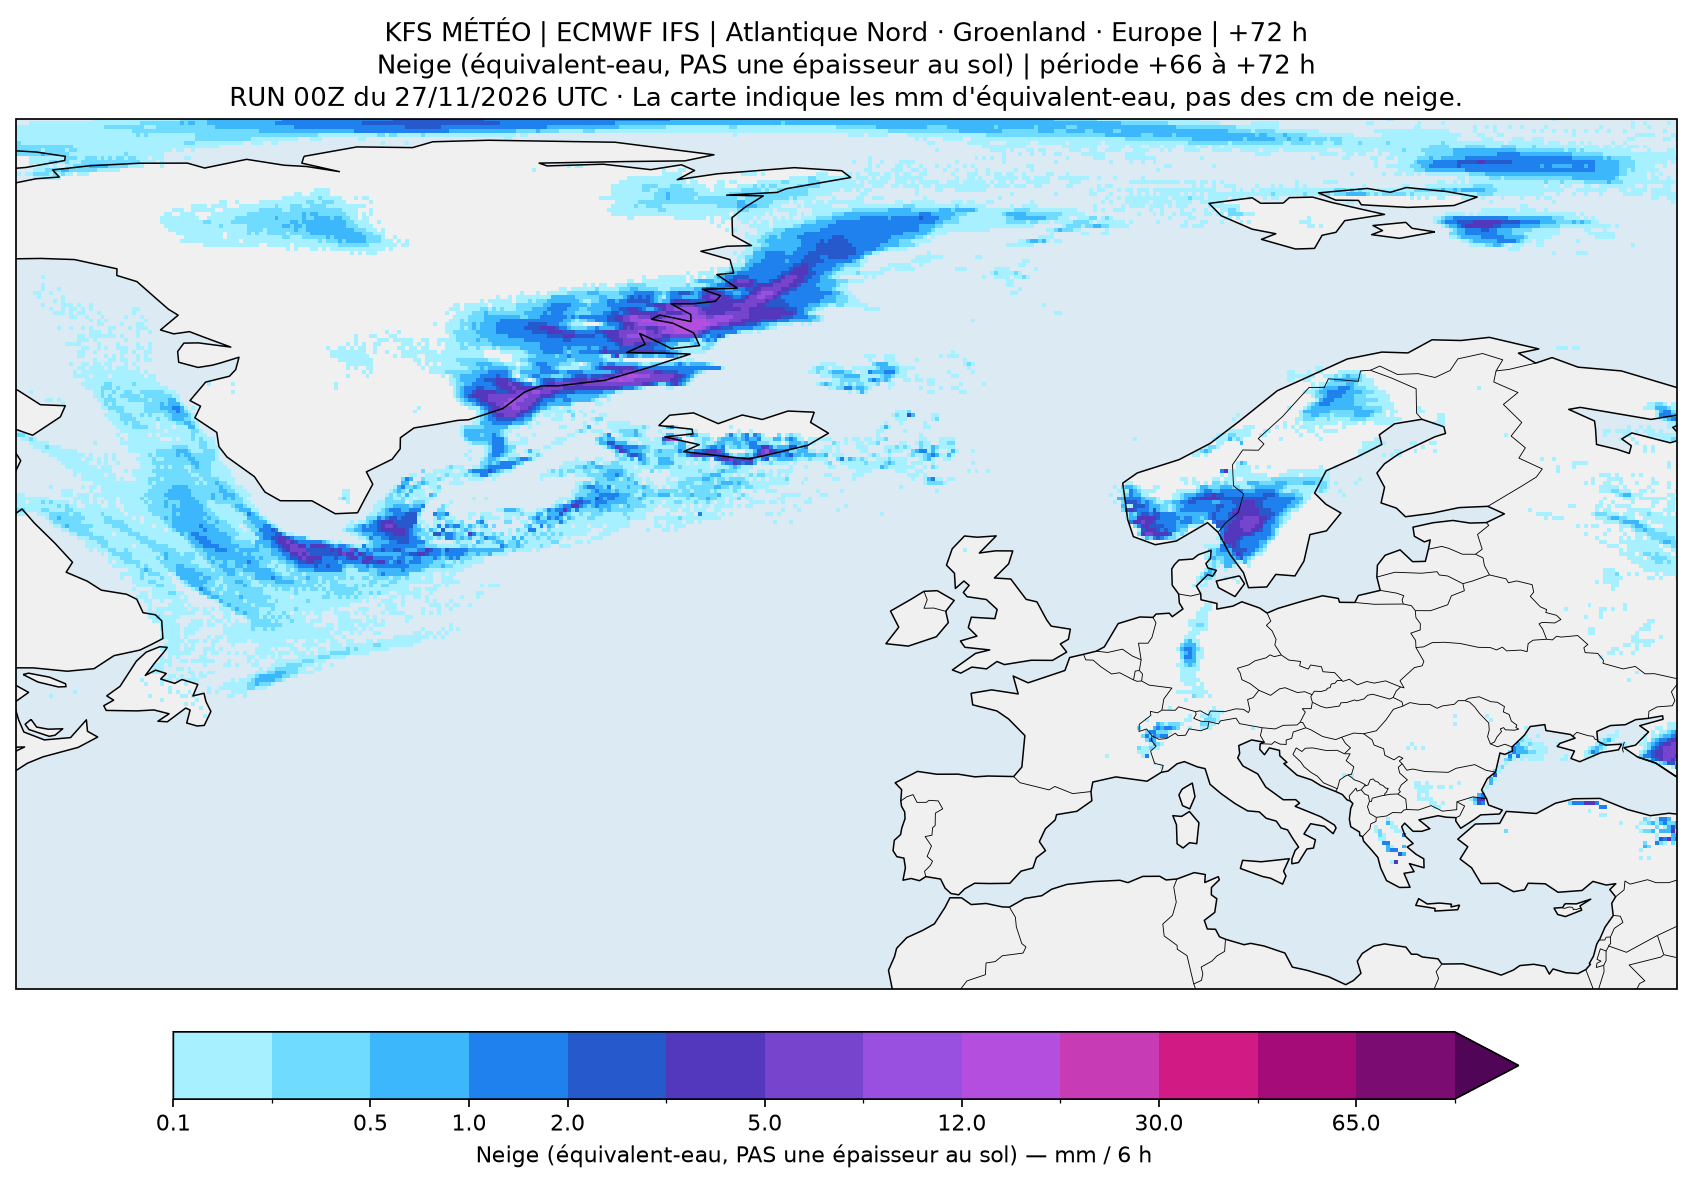 KFS MÉTÉO | ECMWF IFS | Atlantique Nord · Groenland · Europe | +72 h
Neige (équivalent-eau, PAS une épaisseur au sol) | période +66 à +72 h
RUN 00Z du 27/11/2026 UTC · La carte indique les mm d'équivalent-eau, pas des cm de neige.
0.1 0.5 1.0 2.0 5.0 12.0 30.0 65.0
Neige (équivalent-eau, PAS une épaisseur au sol) — mm / 6 h